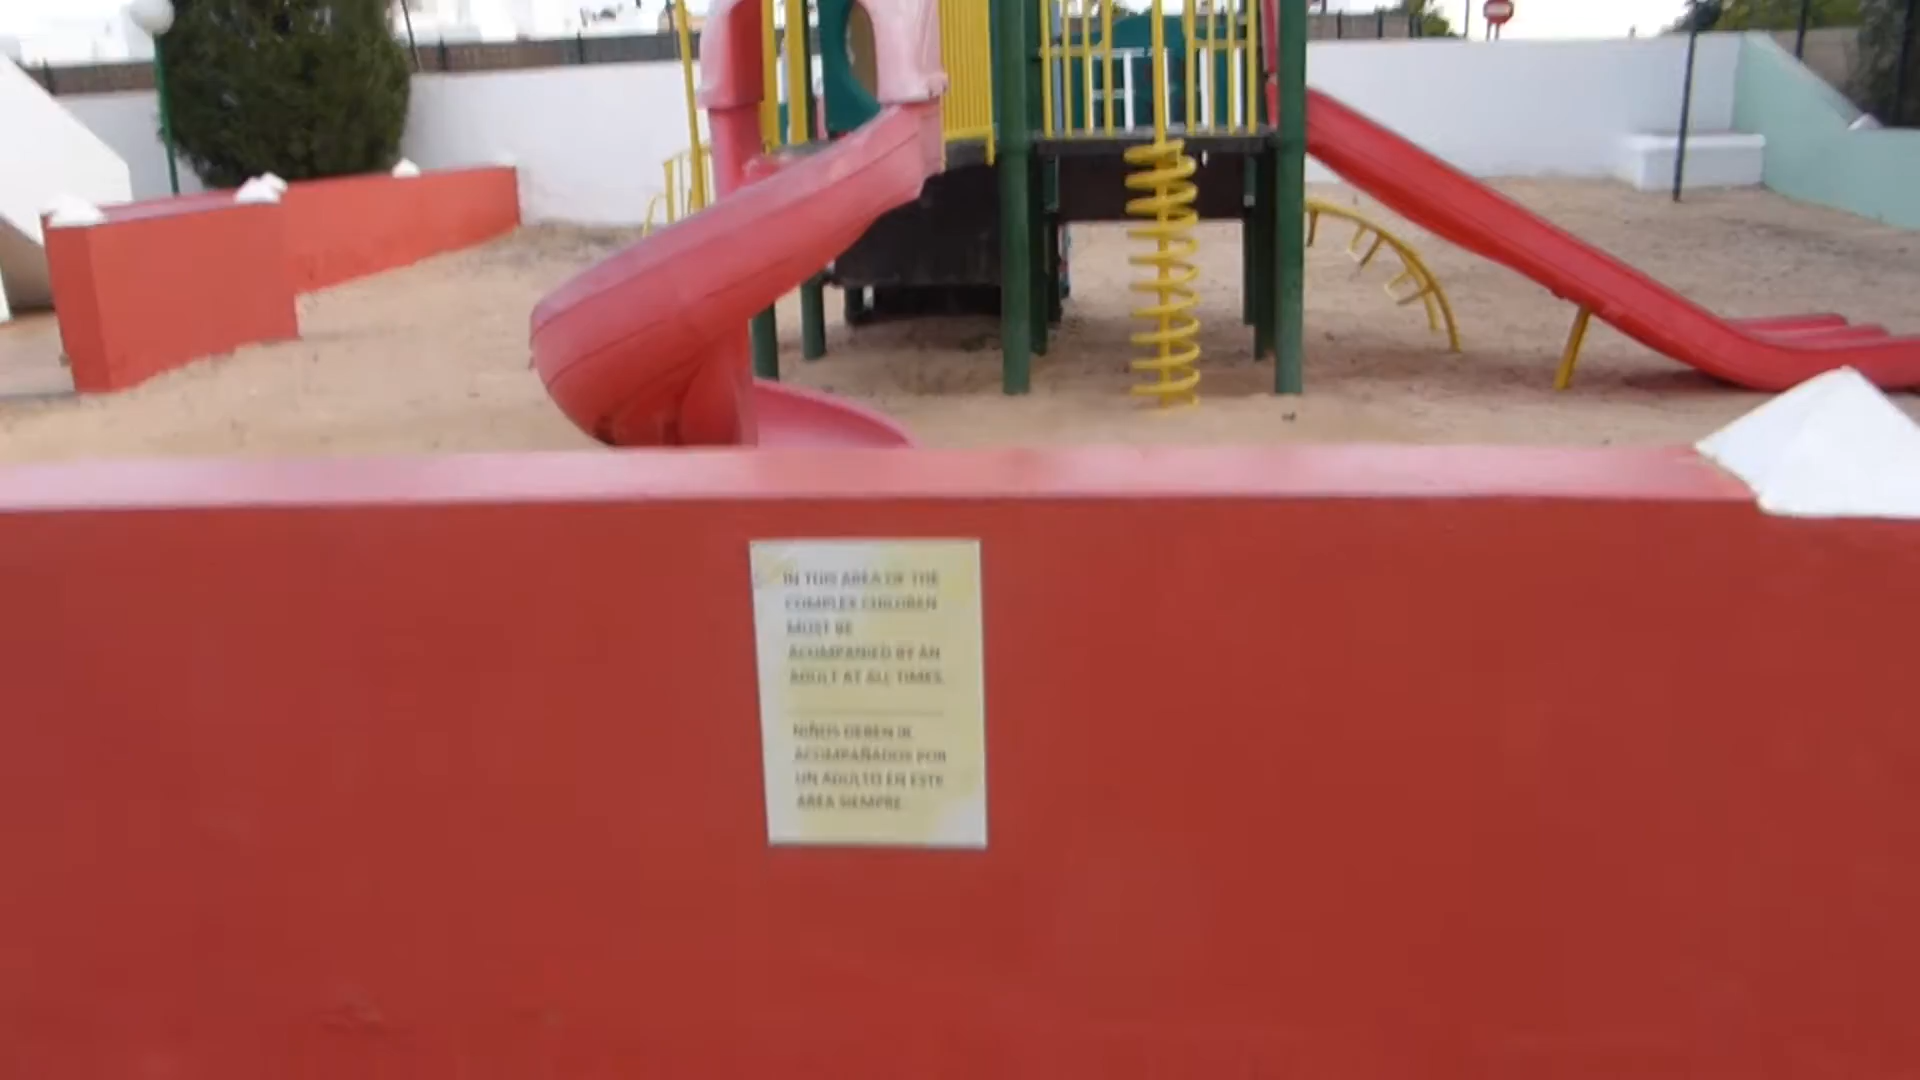 IN THIS AREA OF THE
COMPLEX CHILDREN
MUST BE
ACOMPANIED BY AN
ADULT AT ALL TIMES.
NIÑOS DEBEN IR
ACOMPAÑADOS POR
UN ADULTO EN ESTE
AREA SIEMPRE